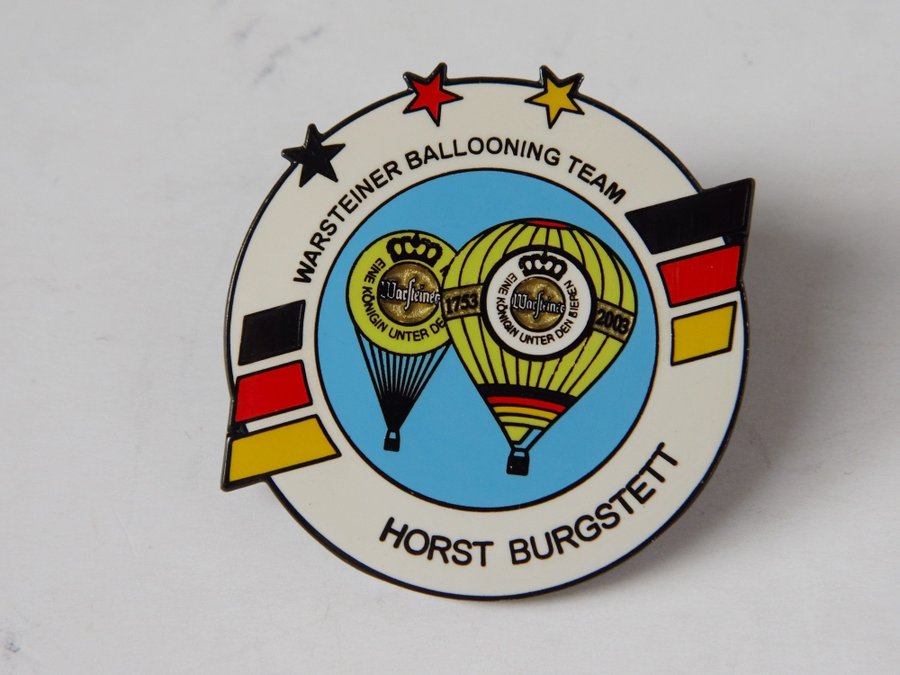 WARSTEINER BALLOONING TEAM
EINE KÖNIGIN UNTER DE
Warsteiner
1753
EINE KÖNIGIN UNTER DEN BIEREN
Warsteiner
2003
HORST BURGSTETT